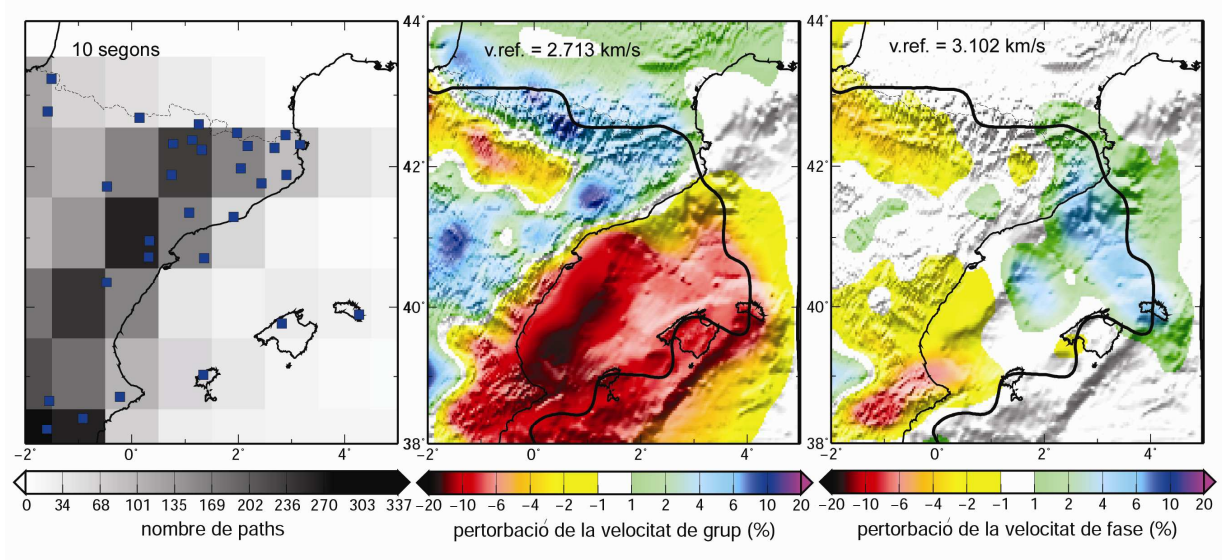 10 segons
v.ref. = 2.713 km/s
v.ref. = 3.102 km/s
44˚
42˚
40˚
38˚
44˚
42˚
40˚
38˚
−2 0˚ 2˚ 4˚
−2 0˚ 2˚ 4˚
−2 0˚ 2˚ 4˚
0 34 68 101 135 169 202 236 270 303 337
−20 −10 −6 −4 −2 −1 1 2 4 6 10 20
−20 −10 −6 −4 −2 −1 1 2 4 6 10 20
nombre de paths
pertorbació de la velocitat de grup (%)
pertorbació de la velocitat de fase (%)